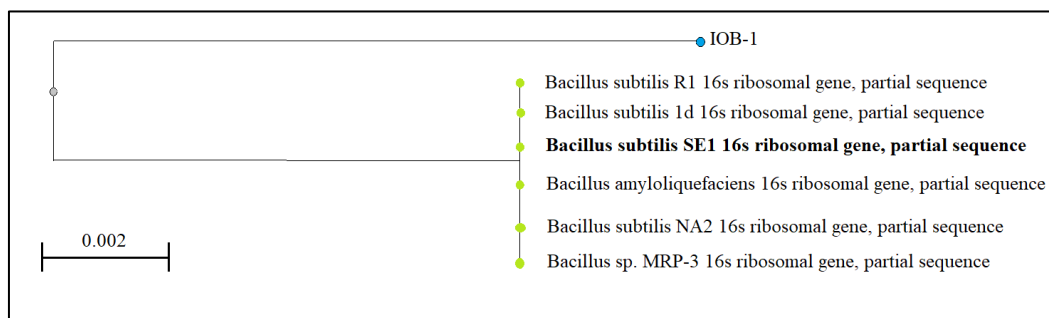 IOB-1
Bacillus subtilis R1 16s ribosomal gene, partial sequence
Bacillus subtilis 1d 16s ribosomal gene, partial sequence
Bacillus subtilis SE1 16s ribosomal gene, partial sequence
Bacillus amyloliquefaciens 16s ribosomal gene, partial sequence
Bacillus subtilis NA2 16s ribosomal gene, partial sequence
0.002
Bacillus sp. MRP-3 16s ribosomal gene, partial sequence